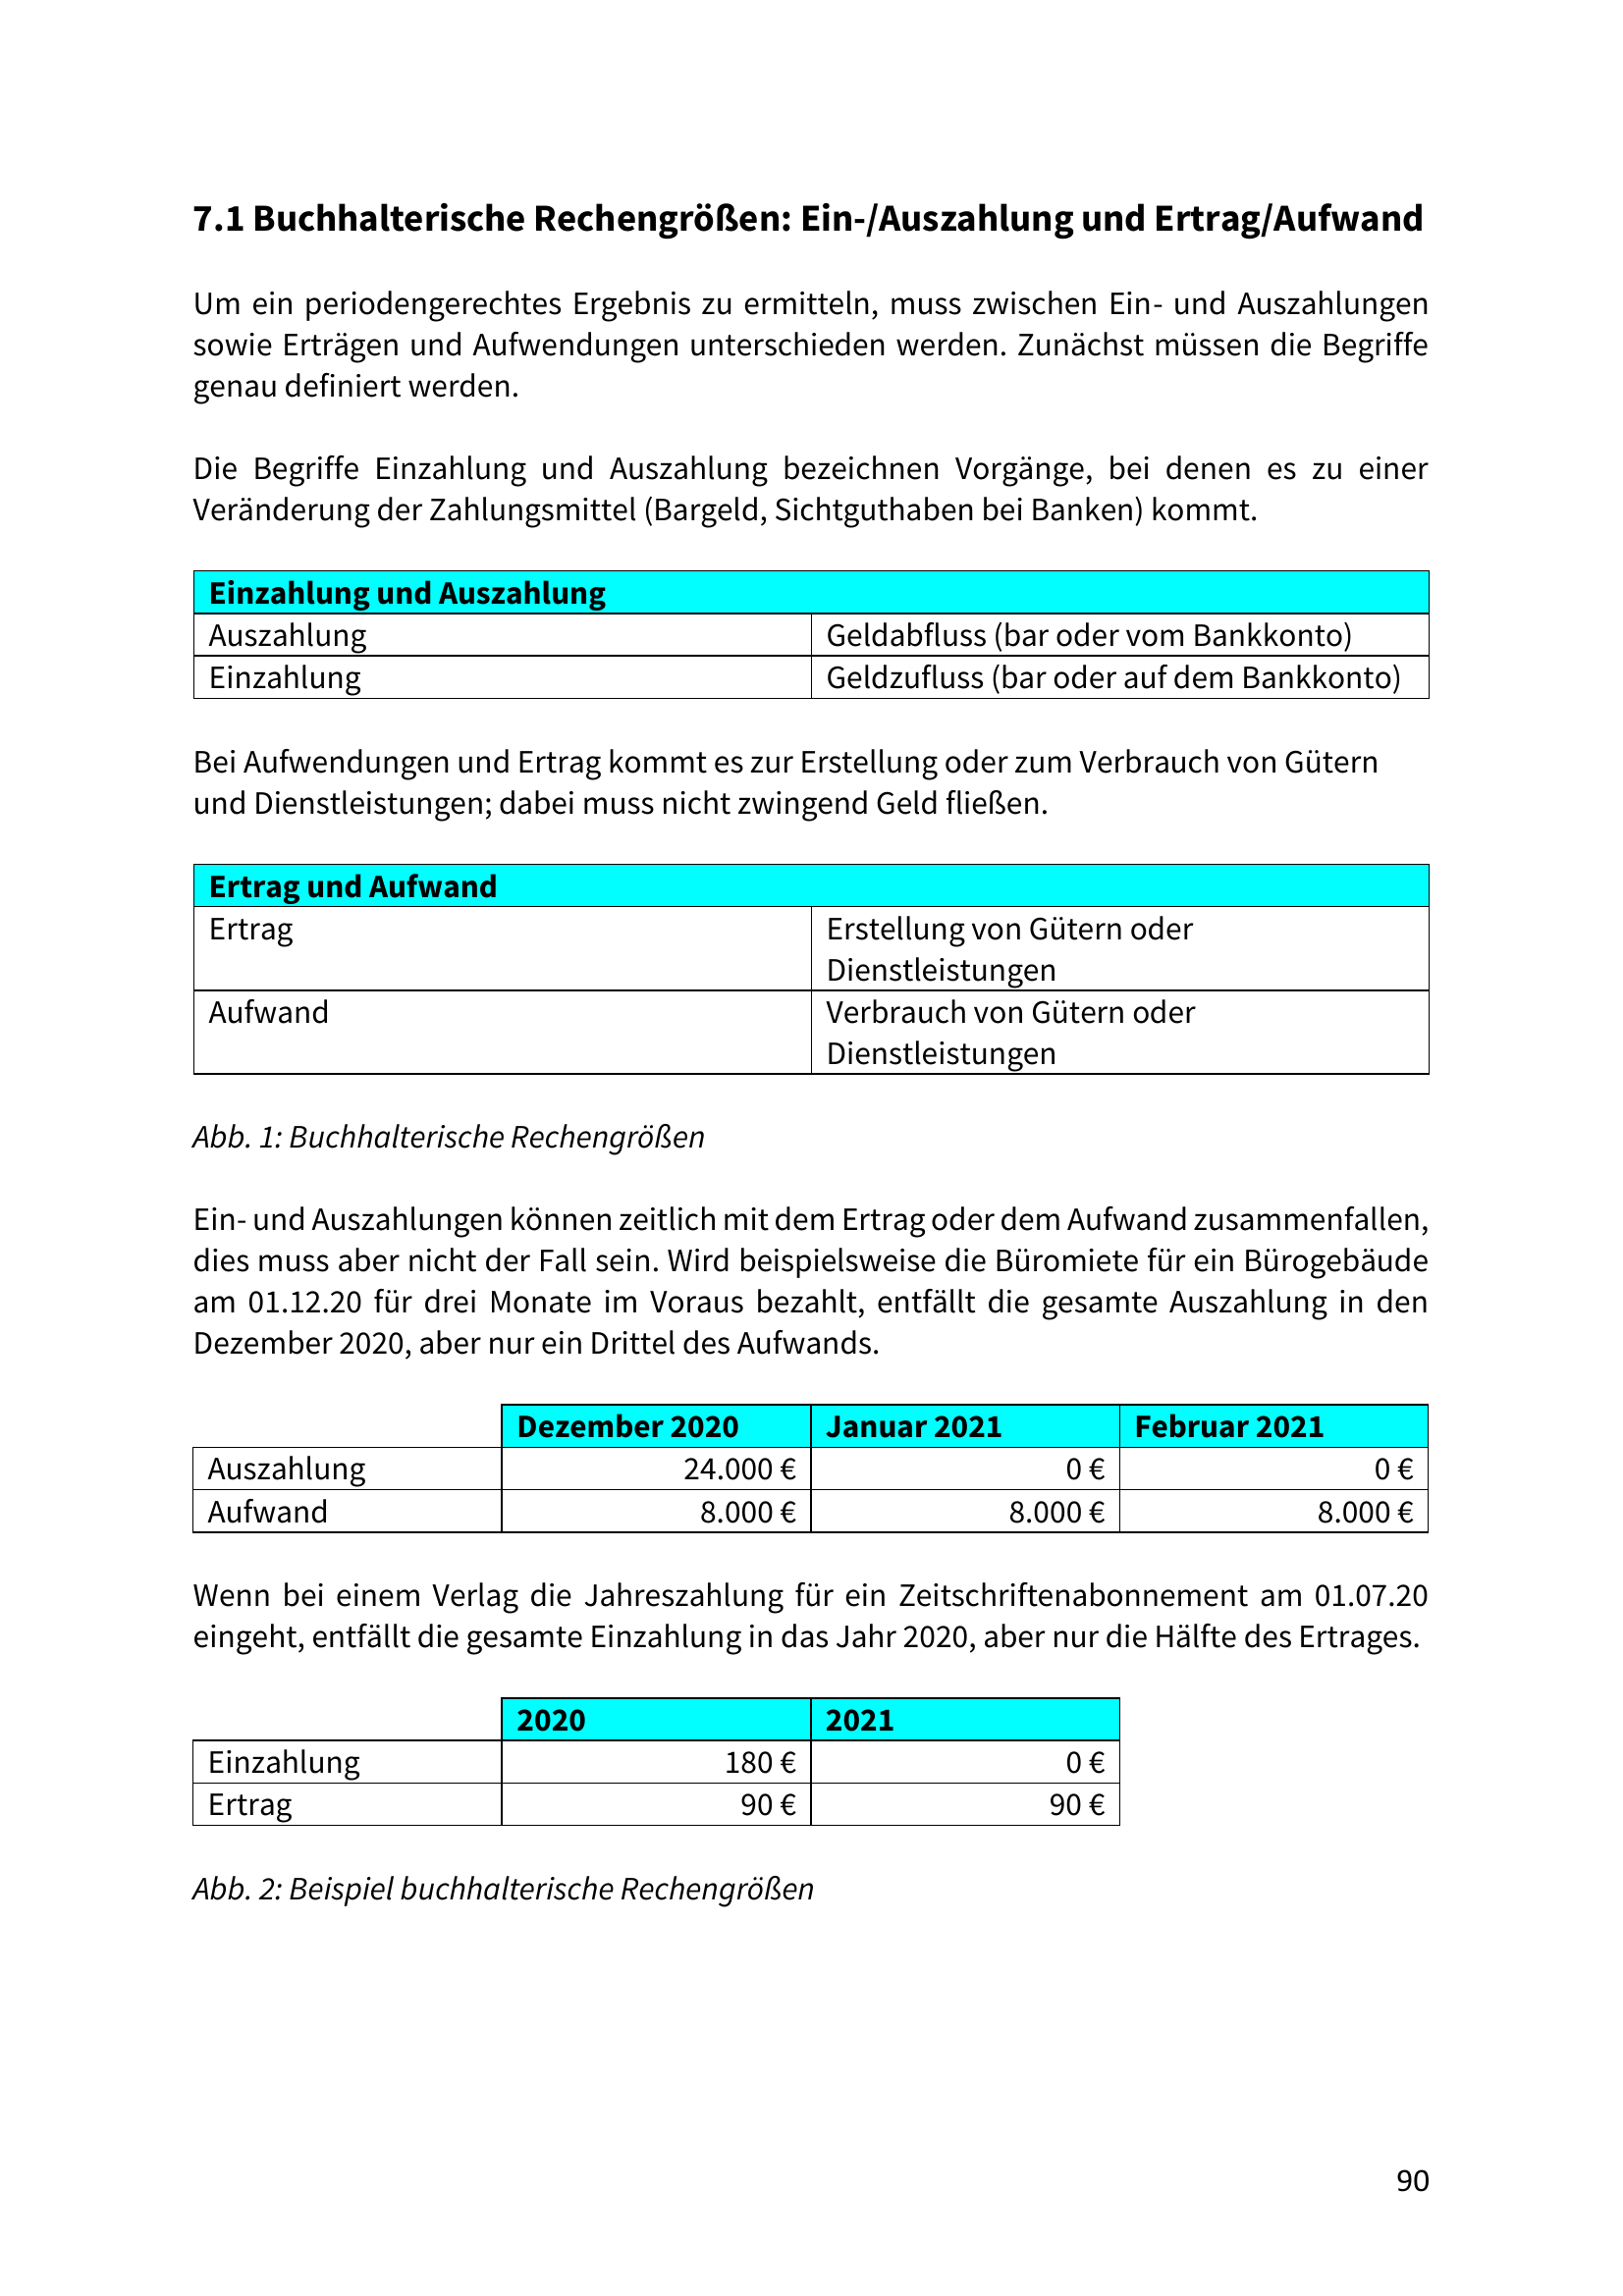 7.1 Buchhalterische Rechengrößen: Ein-/Auszahlung und Ertrag/Aufwand
Um ein periodengerechtes Ergebnis zu ermitteln, muss zwischen Ein- und Auszahlungen
sowie Erträgen und Aufwendungen unterschieden werden. Zunächst müssen die Begriffe
genau definiert werden.
Die Begriffe Einzahlung und Auszahlung bezeichnen Vorgänge, bei denen es zu einer
Veränderung der Zahlungsmittel (Bargeld, Sichtguthaben bei Banken) kommt.
Einzahlung und Auszahlung
Auszahlung Geldabfluss (bar oder vom Bankkonto)
Einzahlung Geldzufluss (bar oder auf dem Bankkonto)
Bei Aufwendungen und Ertrag kommt es zur Erstellung oder zum Verbrauch von Gütern
und Dienstleistungen; dabei muss nicht zwingend Geld fließen.
Ertrag und Aufwand
Ertrag Erstellung von Gütern oder
Dienstleistungen
Aufwand Verbrauch von Gütern oder
Dienstleistungen
Abb. 1: Buchhalterische Rechengrößen
Ein- und Auszahlungen können zeitlich mit dem Ertrag oder dem Aufwand zusammenfallen,
dies muss aber nicht der Fall sein. Wird beispielsweise die Büromiete für ein Bürogebäude
am 01.12.20 für drei Monate im Voraus bezahlt, entfällt die gesamte Auszahlung in den
Dezember 2020, aber nur ein Drittel des Aufwands.
Dezember 2020 Januar 2021 Februar 2021
Auszahlung 24.000 € 0 € 0 €
Aufwand 8.000 € 8.000 € 8.000 €
Wenn bei einem Verlag die Jahreszahlung für ein Zeitschriftenabonnement am 01.07.20
eingeht, entfällt die gesamte Einzahlung in das Jahr 2020, aber nur die Hälfte des Ertrages.
2020 2021
Einzahlung 180 € 0 €
Ertrag 90 € 90 €
Abb. 2: Beispiel buchhalterische Rechengrößen
90